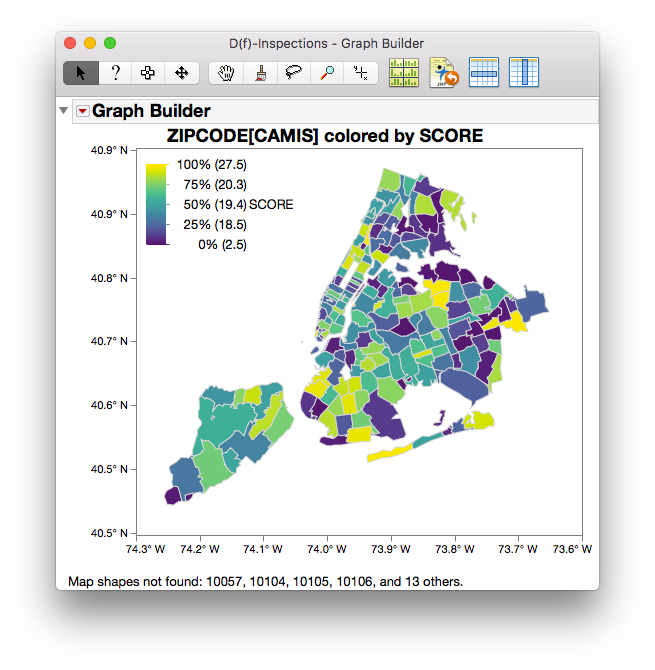 D(f)-Inspections - Graph Builder
?
JMP
Graph Builder
ZIPCODE[CAMIS] colored by SCORE
40.9° N
100% (27.5)
75% (20.3)
50% (19.4) SCORE
40.9° N
25% (18.5)
0% (2.5)
40.8° N
40.7° N
40.6° N
40.5° N
40.5° N
74.3° W 74.2° W 74.1° W 74.0° W 73.9° W 73.8° W 73.7° W 73.6° W
Map shapes not found: 10057, 10104, 10105, 10106, and 13 others.